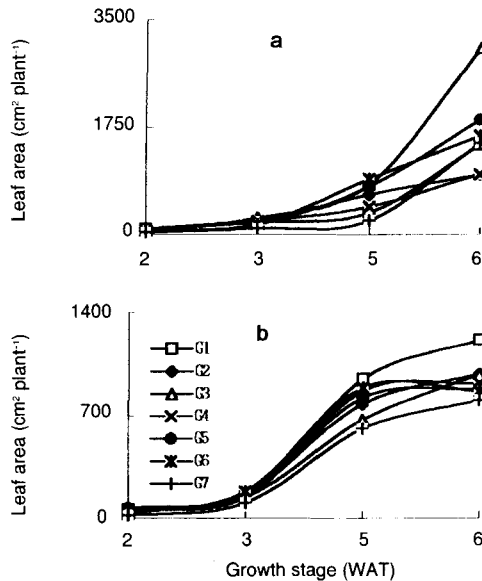 3500
a
Leaf area (cm² plant⁻¹)
1750
0
2 3 5 6
1400
b
G1
G2
G3
G4
G5
G6
G7
Leaf area (cm² plant⁻¹)
700
0
2 3 5 6
Growth stage (WAT)